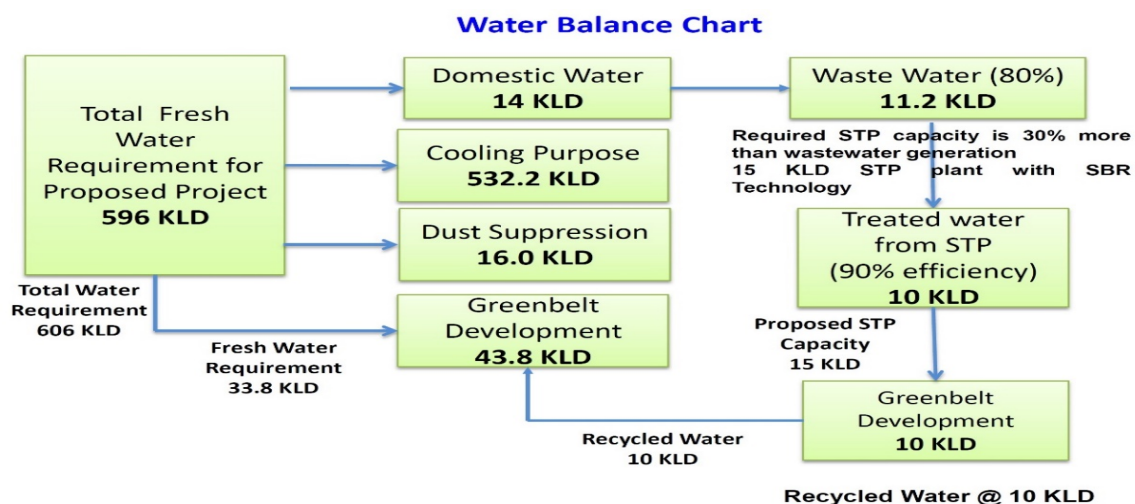 Water Balance Chart
Total Fresh
Water
Requirement for
Proposed Project
596 KLD
Domestic Water
14 KLD
Waste Water (80%)
11.2 KLD
Cooling Purpose
532.2 KLD
Required STP capacity is 30% more
than wastewater generation
15 KLD STP plant with SBR
Technology
Dust Suppression
16.0 KLD
Treated water
from STP
(90% efficiency)
10 KLD
Total Water
Requirement
606 KLD
Greenbelt
Development
43.8 KLD
Fresh Water
Requirement
33.8 KLD
Proposed STP
Capacity
15 KLD
Greenbelt
Development
10 KLD
Recycled Water
10 KLD
Recycled Water @ 10 KLD